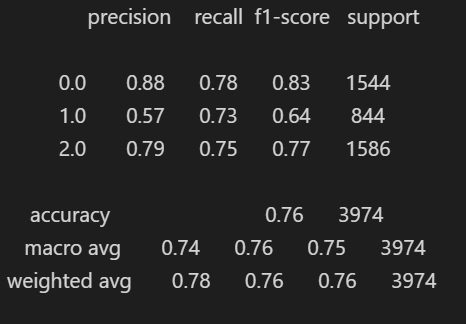 precision recall f1-score support
0.0 0.88 0.78 0.83 1544
1.0 0.57 0.73 0.64 844
2.0 0.79 0.75 0.77 1586
accuracy 0.76 3974
macro avg 0.74 0.76 0.75 3974
weighted avg 0.78 0.76 0.76 3974